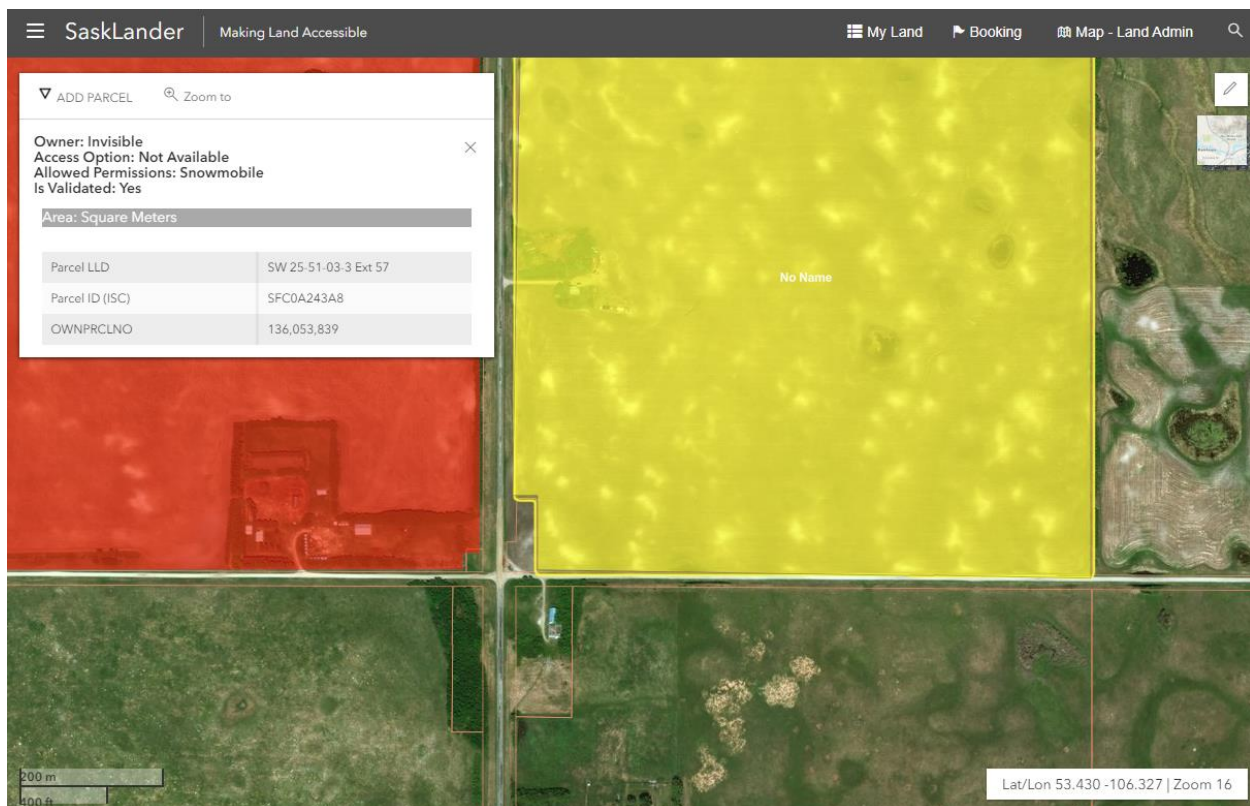 SaskLander
Making Land Accessible
My Land
Booking
Map - Land Admin
ADD PARCEL
Zoom to
Owner: Invisible
Access Option: Not Available
Allowed Permissions: Snowmobile
Is Validated: Yes
Area: Square Meters
Parcel LLD SW 25-51-03-3 Ext 57
Parcel ID (ISC) SFC0A243A8
OWNPRCLNO 136,053,839
No Name
200 m
400 ft
Lat/Lon 53.430 -106.327 | Zoom 16